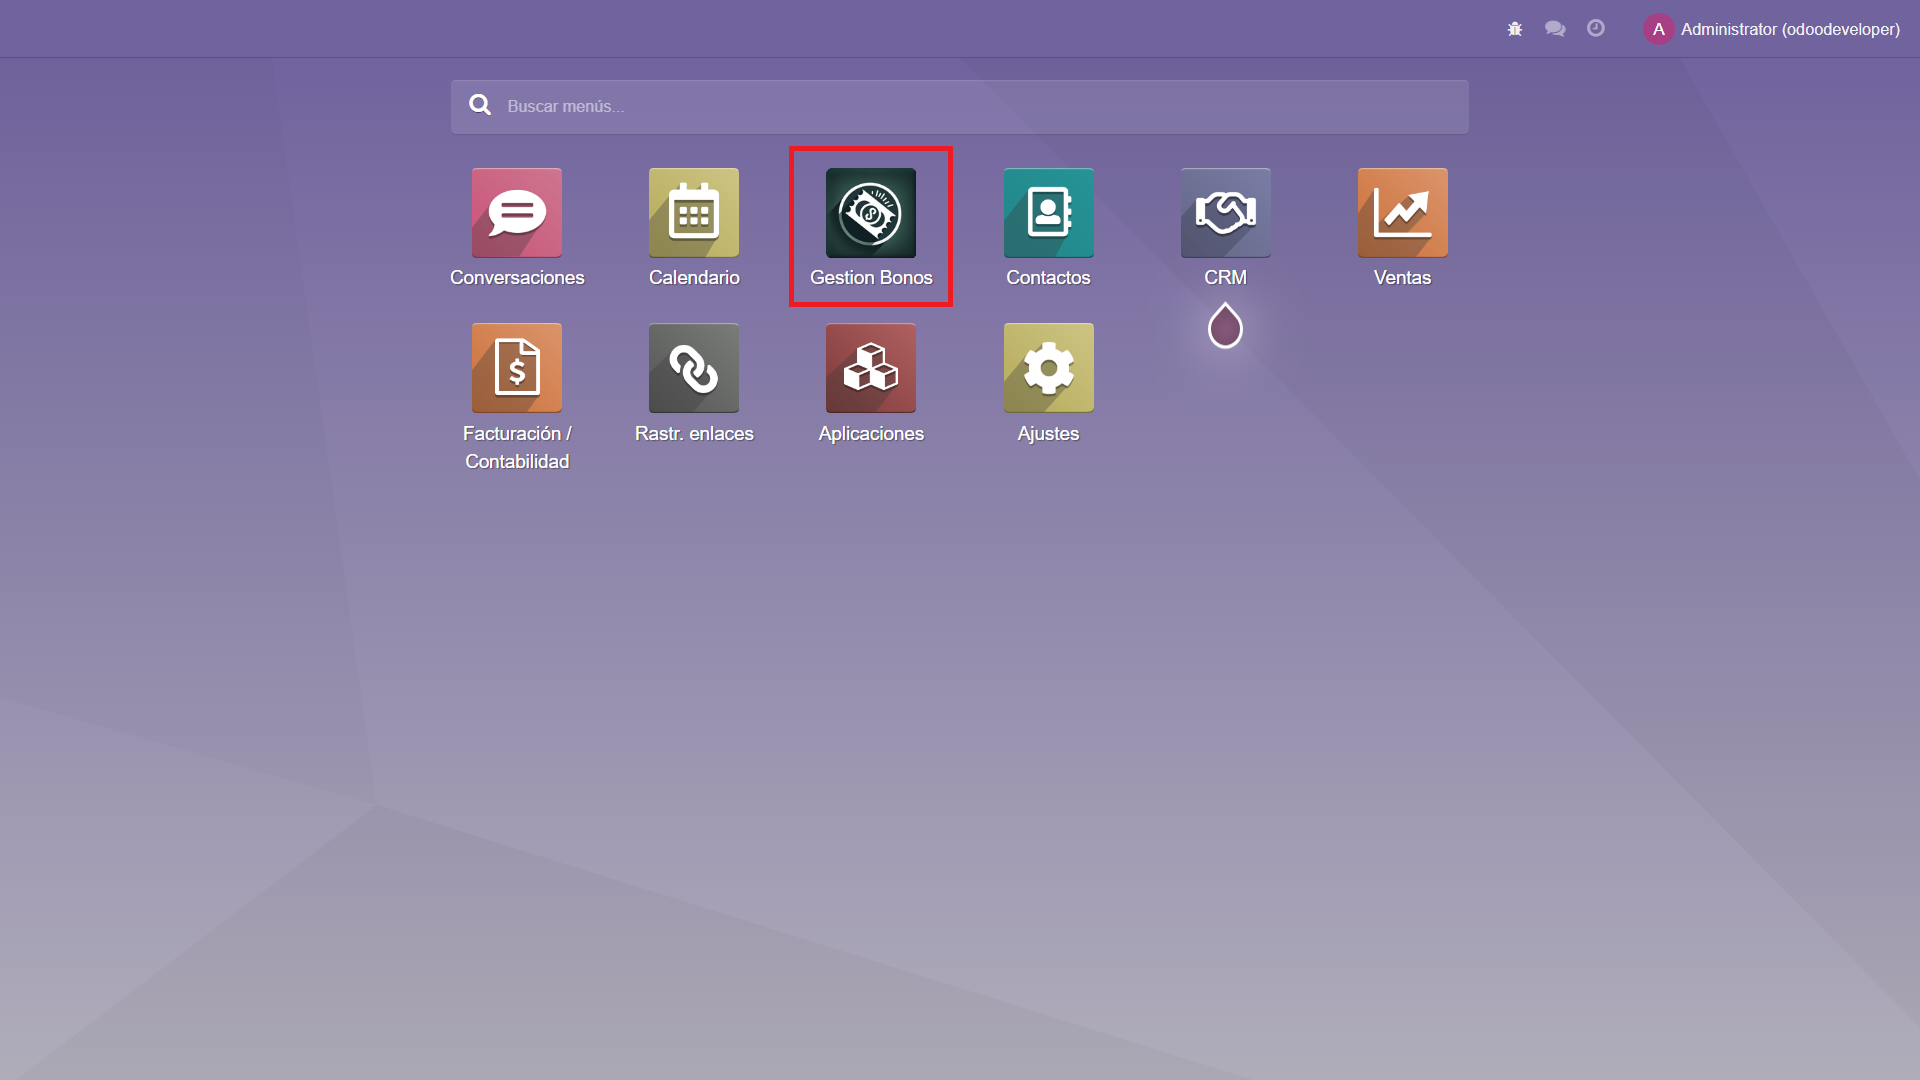 A Administrator (odoodeveloper)
Buscar menús...
Conversaciones
Calendario
Gestion Bonos
Contactos
CRM
Ventas
Facturación /
Contabilidad
Rastr. enlaces
Aplicaciones
Ajustes